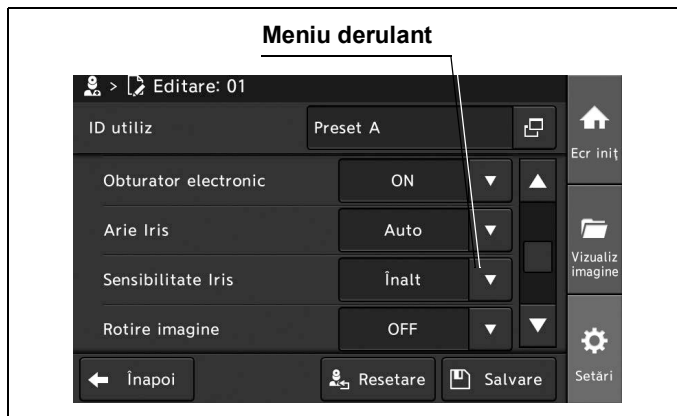 Meniu derulant
> Editare: 01
ID utiliz Preset A
Ecr iniț
Obturator electronic ON
Arie Iris Auto
Vizualiz
imagine
Sensibilitate Iris Înalt
Rotire imagine OFF
Înapoi Resetare Salvare Setări